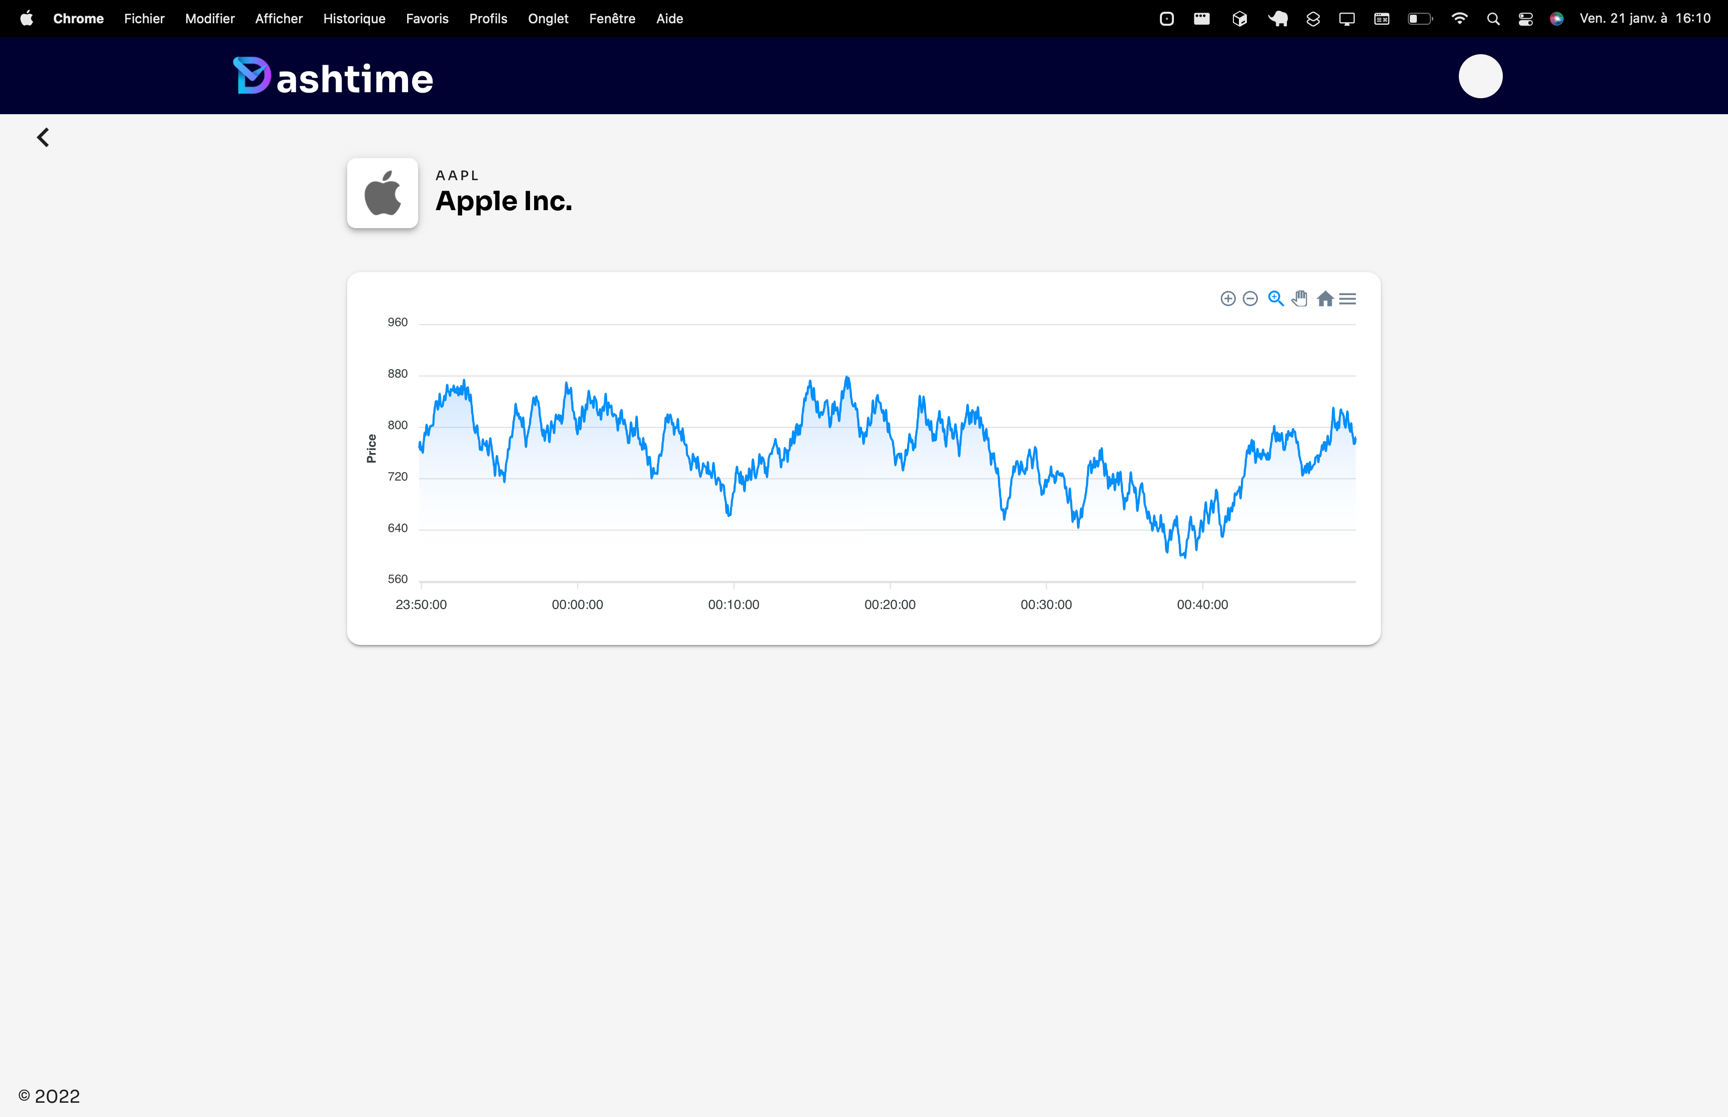 Chrome Fichier Modifier Afficher Historique Favoris Profils Onglet Fenêtre Aide Ven. 21 janv. à 16:10
Dashtime
AAPL
Apple Inc.
960
880
800
720
640
560
Price
23:50:00 00:00:00 00:10:00 00:20:00 00:30:00 00:40:00
© 2022